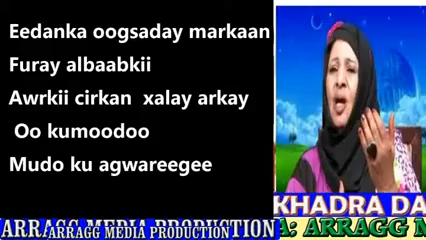 Eedanka oogsaday markaan
Furay albaabkii
Awrkii cirkan xalay arkay
Oo kumoodoo
Mudo ku agwareegee
KHADRA DA
ARRAGG MEDIA PRODUCTION
A: ARRAGG M
ARRAGG MEDIA PRODUCTION